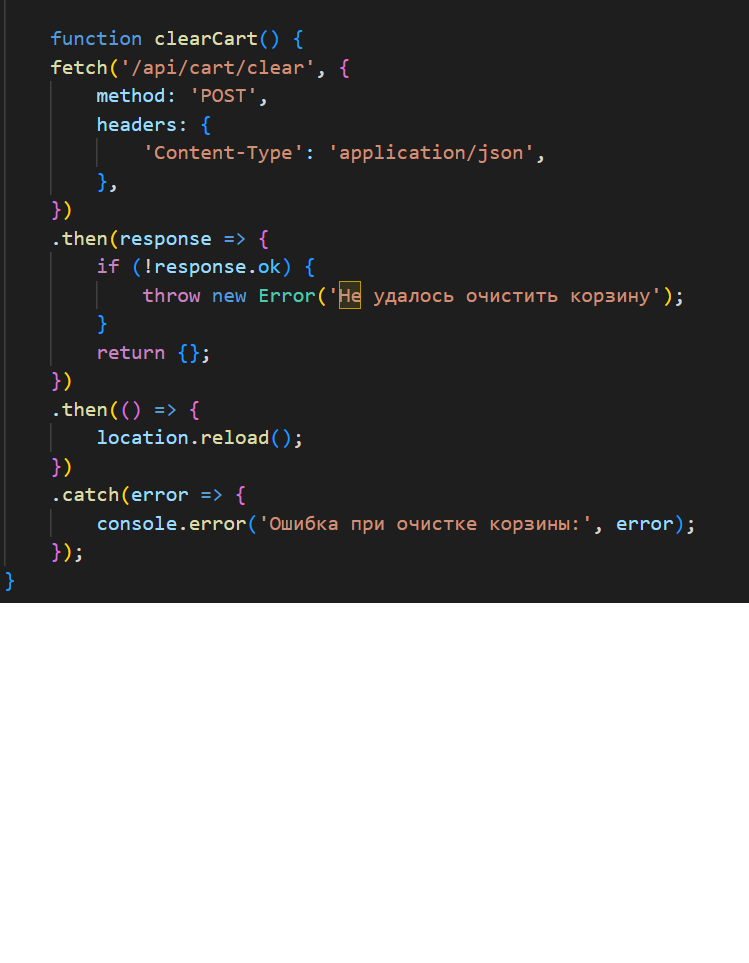 function clearCart() {
fetch('/api/cart/clear', {
method: 'POST',
headers: {
'Content-Type': 'application/json',
},
})
.then(response => {
if (!response.ok) {
throw new Error('Не удалось очистить корзину');
}
return {};
})
.then(() => {
location.reload();
})
.catch(error => {
console.error('Ошибка при очистке корзины:', error);
});
}